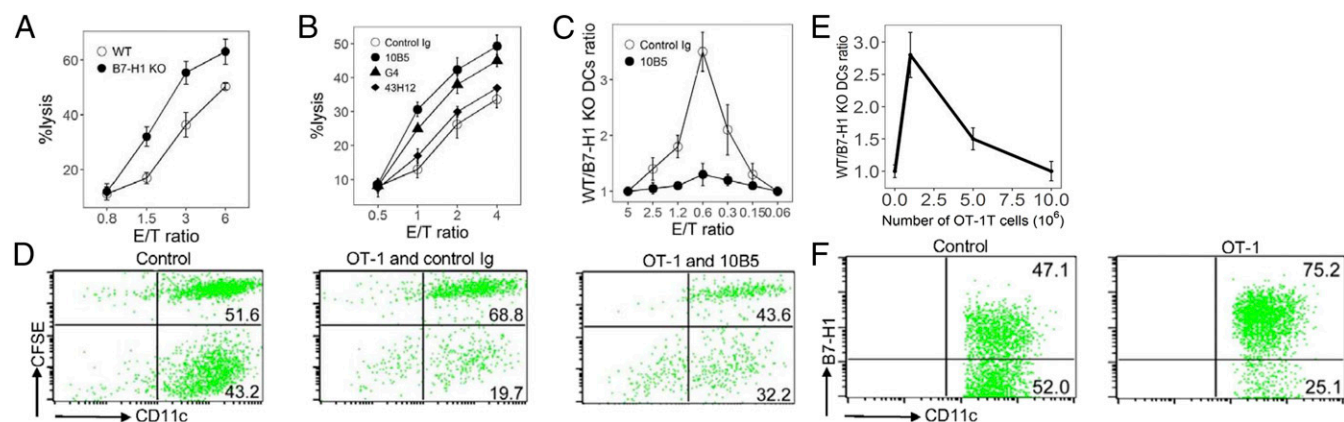 A
WT
B7-H1 KO
%lysis
60
40
20
0.8 1.5 3 6
E/T ratio
B
Control Ig
10B5
G4
43H12
%lysis
50
40
30
20
10
0.5 1 2 4
E/T ratio
C
Control Ig
10B5
WT/B7-H1 KO DCs ratio
4
3
2
1
5 2.5 1.2 0.6 0.3 0.15 0.06
E/T ratio
E
WT/B7-H1 KO DCs ratio
3.0
2.5
2.0
1.5
1.0
0.0 2.5 5.0 7.5 10.0
Number of OT-1T cells (10⁶)
D
Control
51.6
43.2
CFSE
CD11c
OT-1 and control Ig
68.8
19.7
OT-1 and 10B5
43.6
32.2
F
Control
47.1
52.0
B7-H1
CD11c
OT-1
75.2
25.1